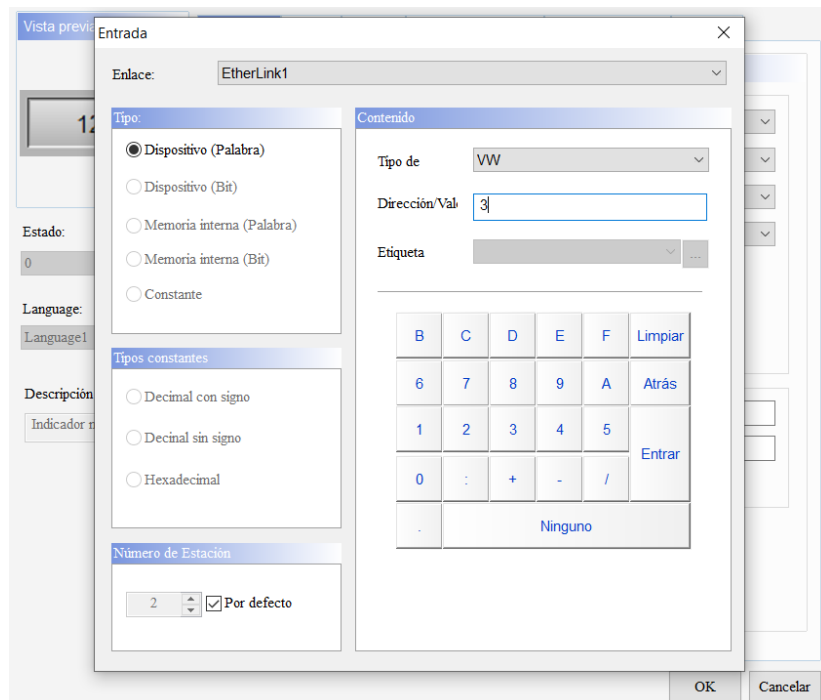 Vista previa
Entrada
Enlace:
EtherLink1
Tipo:
Dispositivo (Palabra)
Dispositivo (Bit)
Memoria interna (Palabra)
Memoria interna (Bit)
Constante
Tipos constantes
Decimal con signo
Decinal sin signo
Hexadecimal
Número de Estación
2
Por defecto
Contenido
Tipo de
VW
Dirección/Val
3
Etiqueta
...
B C D E F Limpiar
6 7 8 9 A Atrás
1 2 3 4 5
Entrar
0 : + - /
. Ninguno
12
Estado:
0
Language:
Language1
Descripción
Indicador n
OK Cancelar